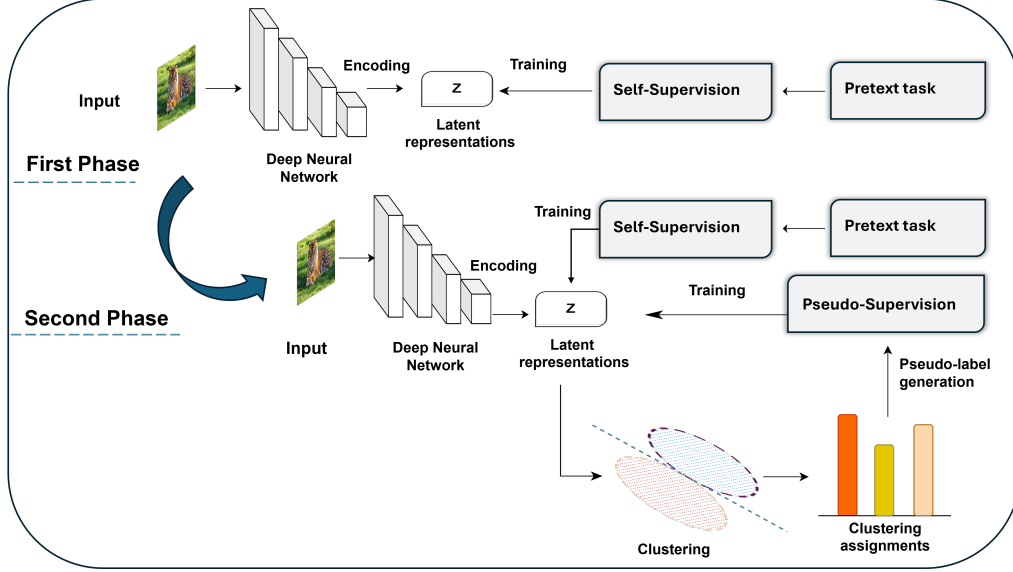 Input
Encoding
Z
Latent
representations
Training
Self-Supervision
Pretext task
Deep Neural
Network
First Phase
Training
Self-Supervision
Pretext task
Encoding
Z
Training
Pseudo-Supervision
Second Phase
Input
Deep Neural
Network
Latent
representations
Pseudo-label
generation
Clustering
Clustering
assignments